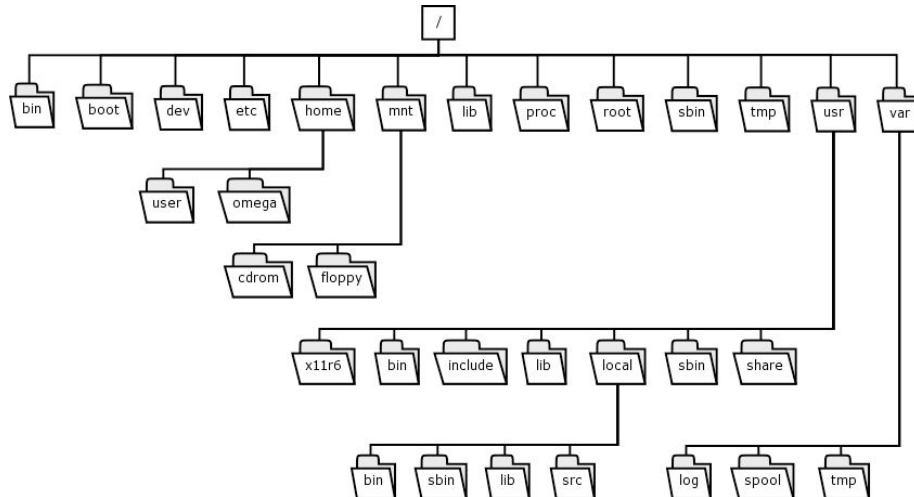 /
bin boot dev etc home mnt lib proc root sbin tmp usr var
user omega
cdrom floppy
x11r6 bin include lib local sbin share
bin sbin lib src log spool tmp